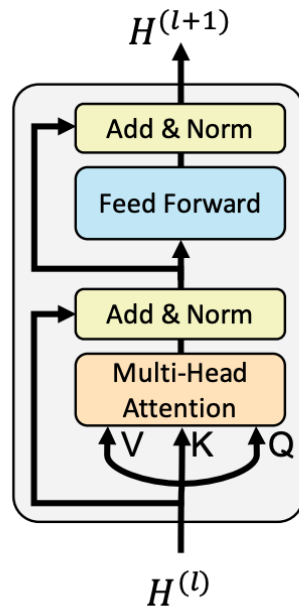 H^{(l+1)}
Add & Norm
Feed Forward
Add & Norm
Multi-Head
Attention
V K Q
H^{(l)}